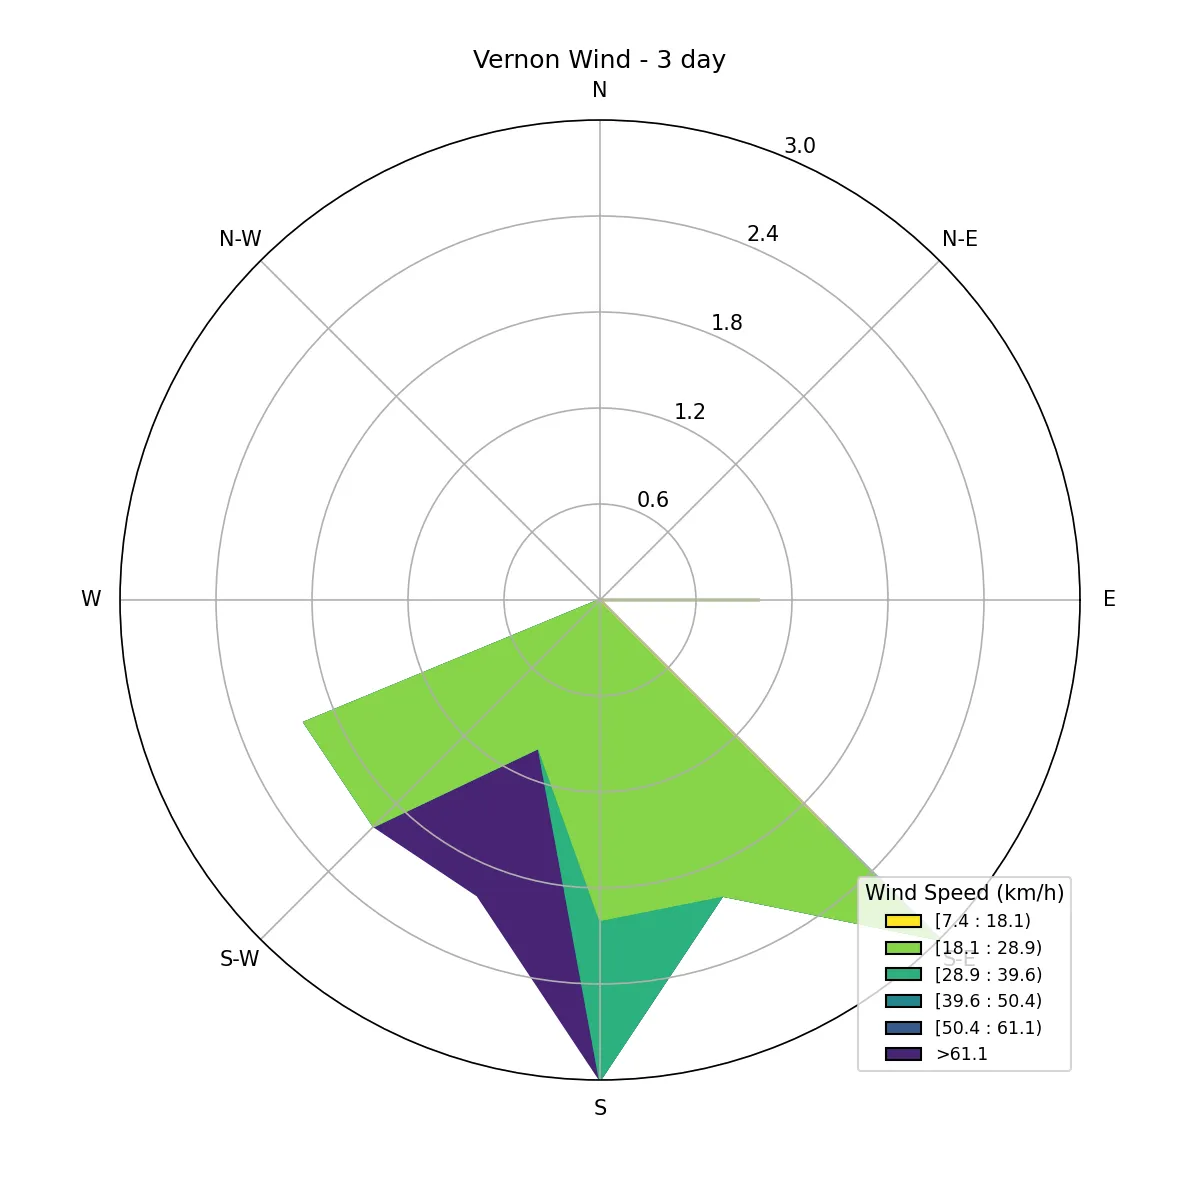 Vernon Wind - 3 day
N
3.0
N-W
N-E
2.4
1.8
1.2
0.6
W
E
Wind Speed (km/h)
[7.4 : 18.1)
[18.1 : 28.9)
S-W
S-E
[28.9 : 39.6)
[39.6 : 50.4)
[50.4 : 61.1)
>61.1
S